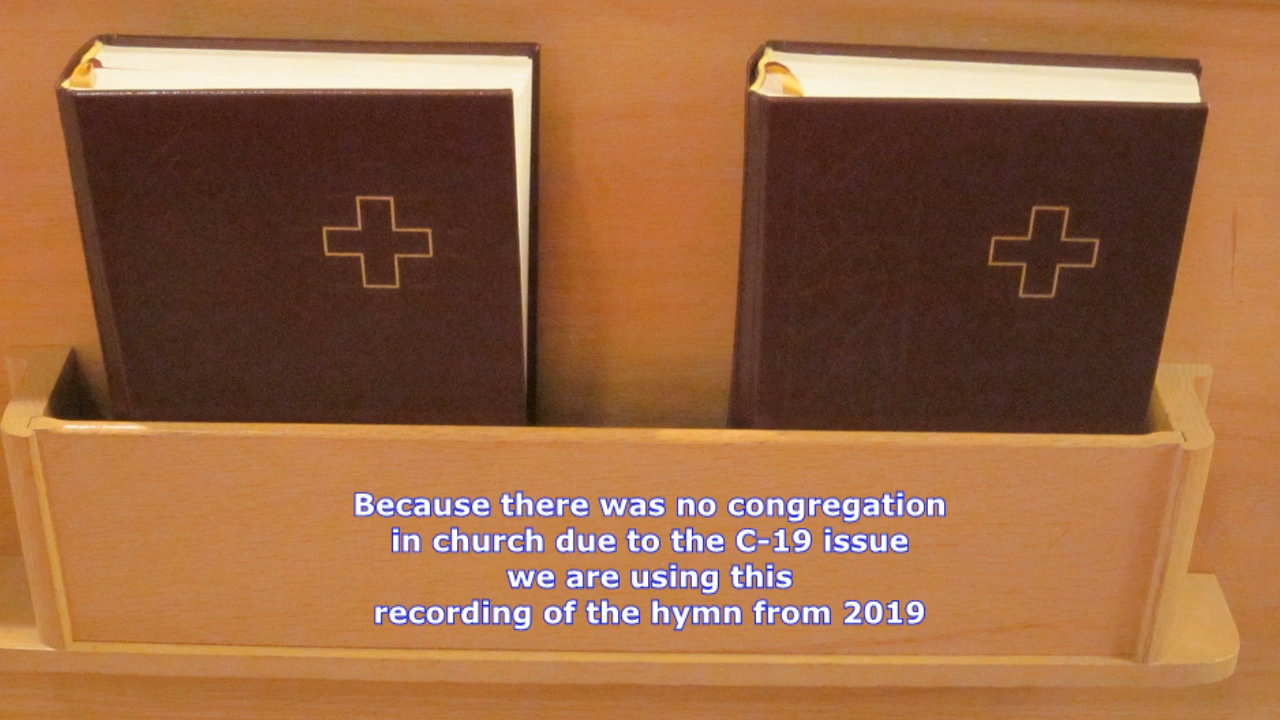 Because there was no congregation
in church due to the C-19 issue
we are using this
recording of the hymn from 2019